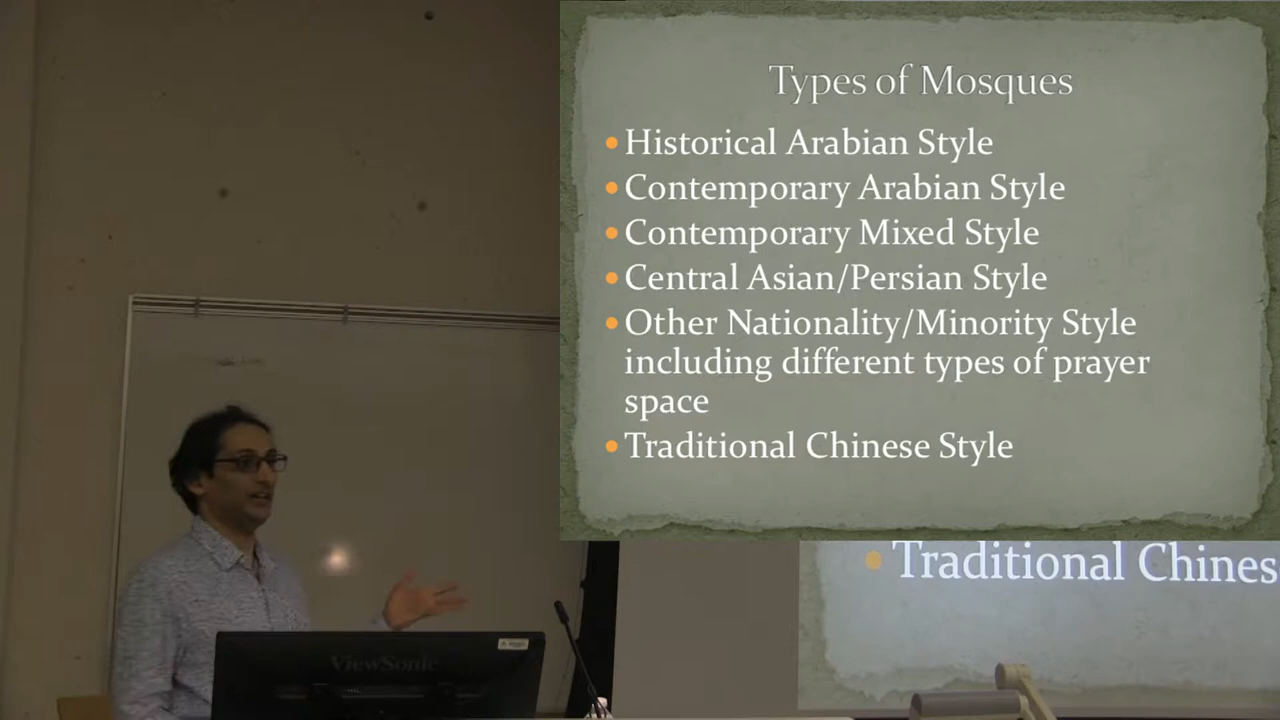 Types of Mosques
• Historical Arabian Style
• Contemporary Arabian Style
• Contemporary Mixed Style
• Central Asian/Persian Style
• Other Nationality/Minority Style
including different types of prayer
space
• Traditional Chinese Style
• Traditional Chines
ViewSonic